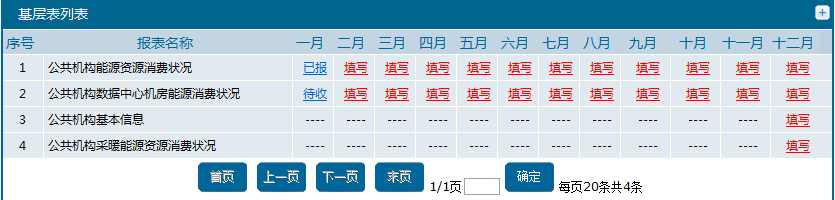 基层表列表
序号 报表名称 一月 二月 三月 四月 五月 六月 七月 八月 九月 十月 十一月 十二月
1 公共机构能源资源消费状况 已报 填写 填写 填写 填写 填写 填写 填写 填写 填写 填写 填写
2 公共机构数据中心机房能源消费状况 待收 填写 填写 填写 填写 填写 填写 填写 填写 填写 填写 填写
3 公共机构基本信息 ---- ---- ---- ---- ---- ---- ---- ---- ---- ---- ---- 填写
4 公共机构采暖能源资源消费状况 ---- ---- ---- ---- ---- ---- ---- ---- ---- ---- ---- 填写
首页 上一页 下一页 末页 1/1页 确定 每页20条共4条